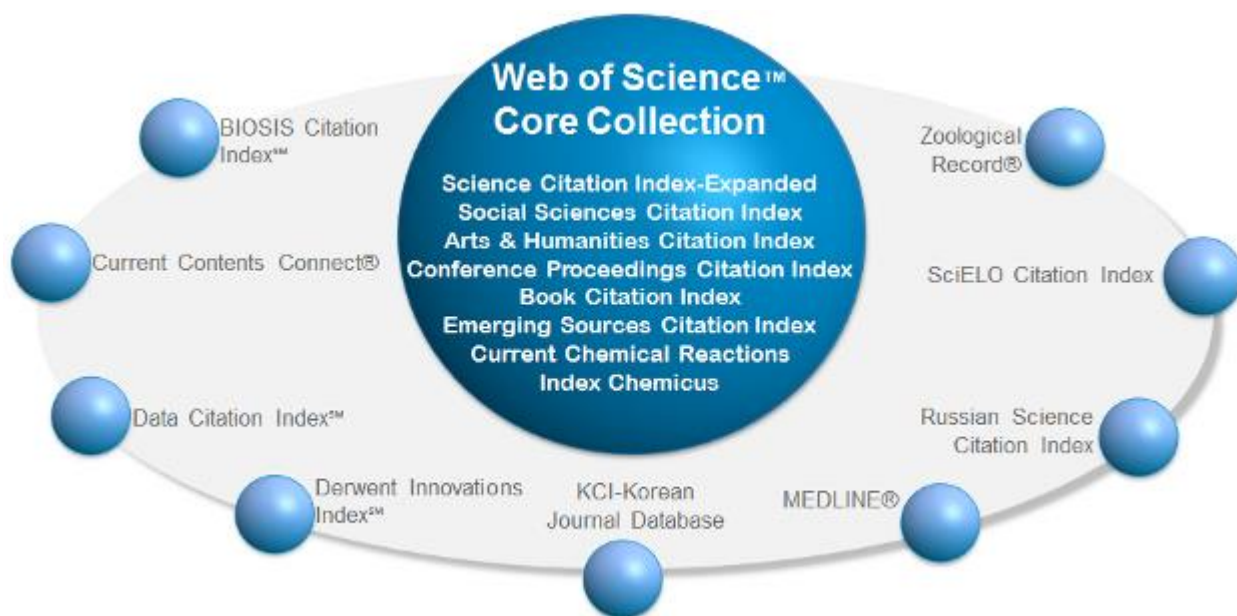 Web of Science™
Core Collection
Science Citation Index-Expanded
Social Sciences Citation Index
Arts & Humanities Citation Index
Conference Proceedings Citation Index
Book Citation Index
Emerging Sources Citation Index
Current Chemical Reactions
Index Chemicus
BIOSIS Citation
Index℠
Current Contents Connect®
Data Citation Index℠
Derwent Innovations
Index℠
KCI-Korean
Journal Database
MEDLINE®
Russian Science
Citation Index
SciELO Citation Index
Zoological
Record®